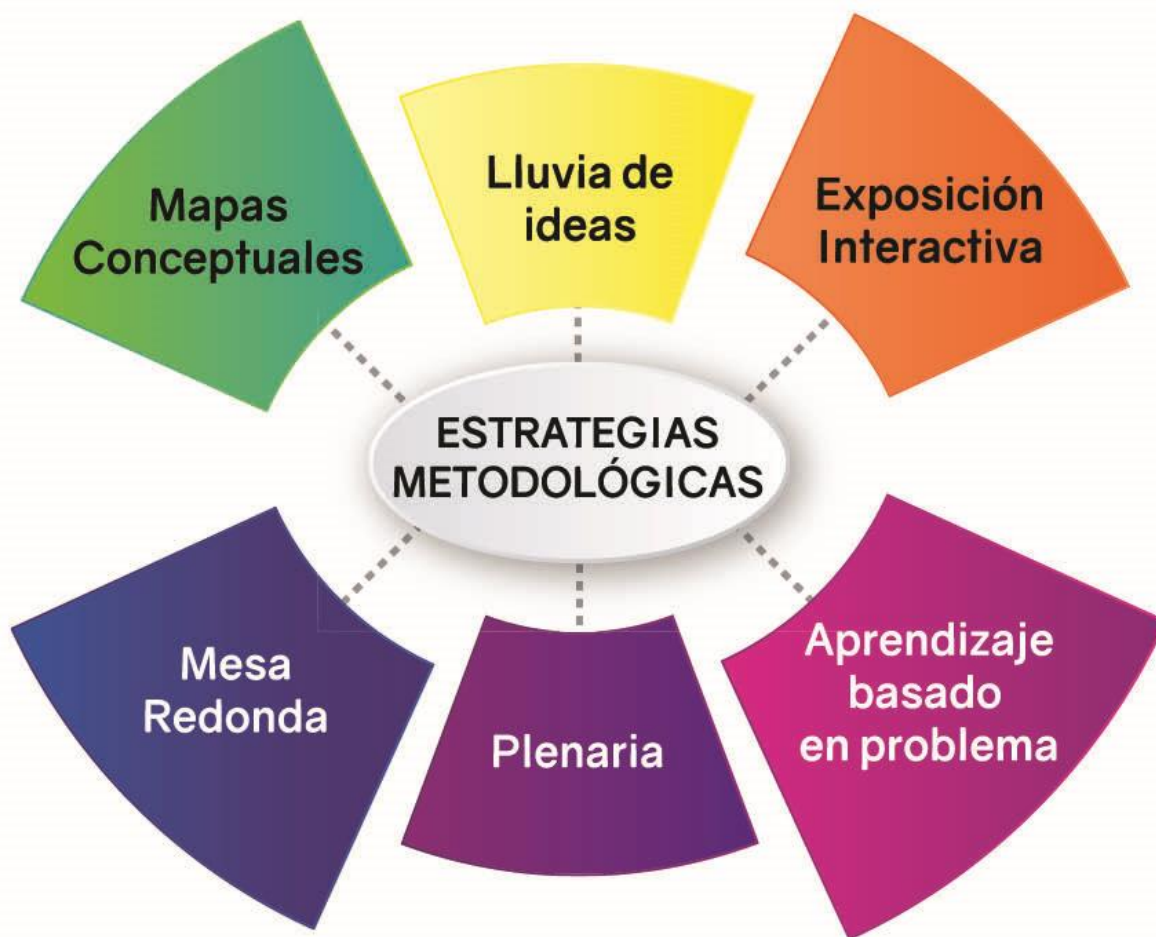 Mapas
Conceptuales
Lluvia de
ideas
Exposición
Interactiva
ESTRATEGIAS
METODOLÓGICAS
Mesa
Redonda
Plenaria
Aprendizaje
basado
en problema